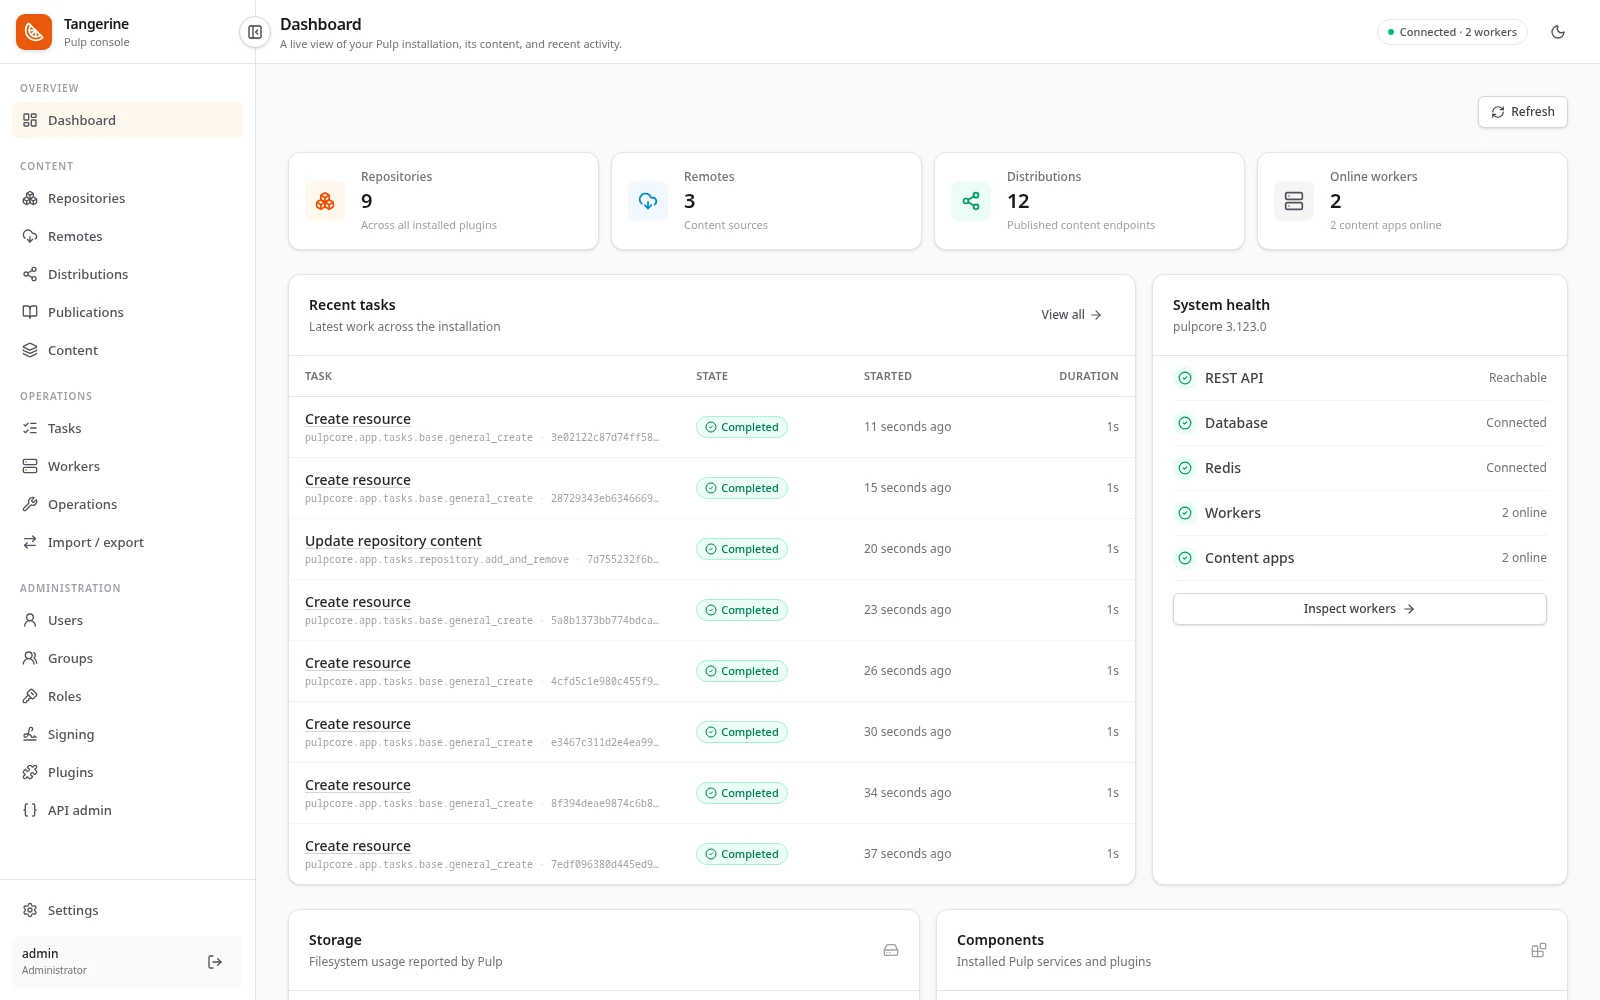 Tangerine
Pulp console
Dashboard
A live view of your Pulp installation, its content, and recent activity.
Connected · 2 workers
OVERVIEW
Dashboard
CONTENT
Repositories
Remotes
Distributions
Publications
Content
OPERATIONS
Tasks
Workers
Operations
Import / export
ADMINISTRATION
Users
Groups
Roles
Signing
Plugins
API admin
Settings
admin
Administrator
Refresh
Repositories
9
Across all installed plugins
Remotes
3
Content sources
Distributions
12
Published content endpoints
Online workers
2
2 content apps online
Recent tasks
Latest work across the installation
View all
TASK STATE STARTED DURATION
Create resource
pulpcore.app.tasks.base.general_create · 3e02122c87d74ff58…
Completed 11 seconds ago 1s
Create resource
pulpcore.app.tasks.base.general_create · 28729343eb6346669…
Completed 15 seconds ago 1s
Update repository content
pulpcore.app.tasks.repository.add_and_remove · 7d755232f6b…
Completed 20 seconds ago 1s
Create resource
pulpcore.app.tasks.base.general_create · 5a8b1373bb774bdca…
Completed 23 seconds ago 1s
Create resource
pulpcore.app.tasks.base.general_create · 4cfd5c1e980c455f9…
Completed 26 seconds ago 1s
Create resource
pulpcore.app.tasks.base.general_create · e3467c311d2e4ea99…
Completed 30 seconds ago 1s
Create resource
pulpcore.app.tasks.base.general_create · 8f394deae9874c6b8…
Completed 34 seconds ago 1s
Create resource
pulpcore.app.tasks.base.general_create · 7edf096380d445ed9…
Completed 37 seconds ago 1s
System health
pulpcore 3.123.0
REST API Reachable
Database Connected
Redis Connected
Workers 2 online
Content apps 2 online
Inspect workers
Storage
Filesystem usage reported by Pulp
Components
Installed Pulp services and plugins